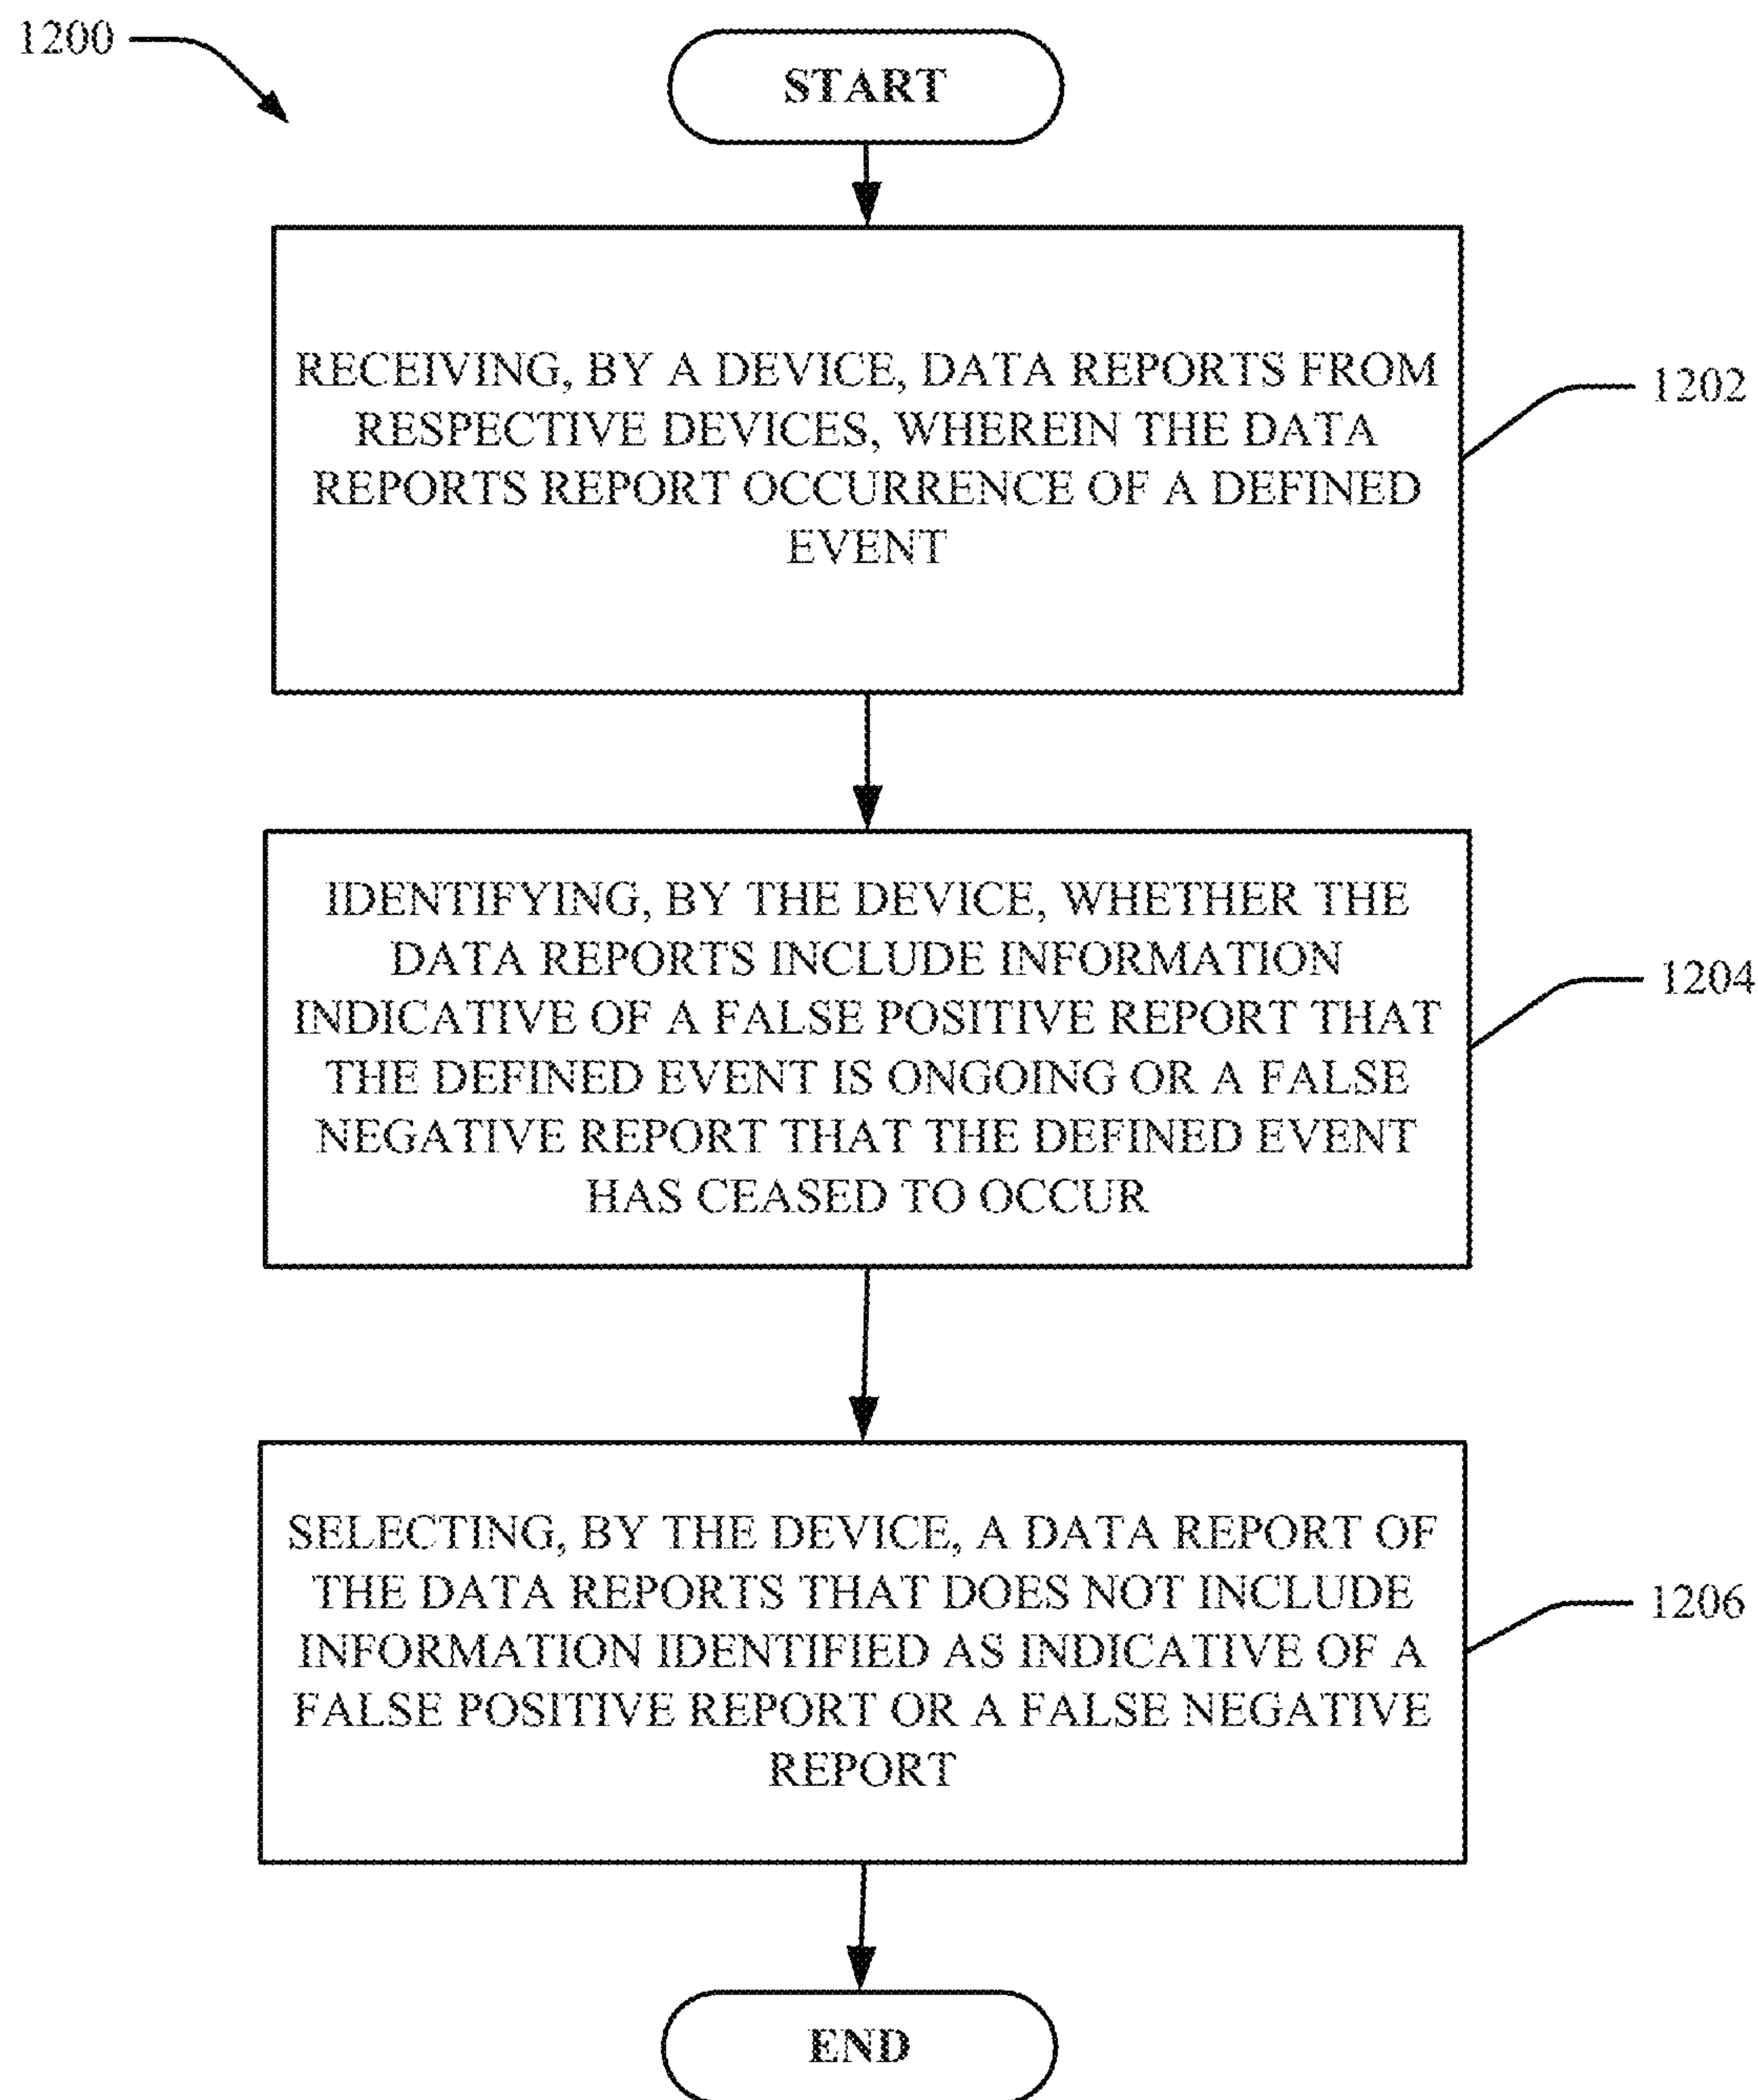 1200
START
RECEIVING, BY A DEVICE, DATA REPORTS FROM
RESPECTIVE DEVICES, WHEREIN THE DATA
REPORTS REPORT OCCURRENCE OF A DEFINED
EVENT
1202
IDENTIFYING, BY THE DEVICE, WHETHER THE
DATA REPORTS INCLUDE INFORMATION
INDICATIVE OF A FALSE POSITIVE REPORT THAT
THE DEFINED EVENT IS ONGOING OR A FALSE
NEGATIVE REPORT THAT THE DEFINED EVENT
HAS CEASED TO OCCUR
1204
SELECTING, BY THE DEVICE, A DATA REPORT OF
THE DATA REPORTS THAT DOES NOT INCLUDE
INFORMATION IDENTIFIED AS INDICATIVE OF A
FALSE POSITIVE REPORT OR A FALSE NEGATIVE
REPORT
1206
END